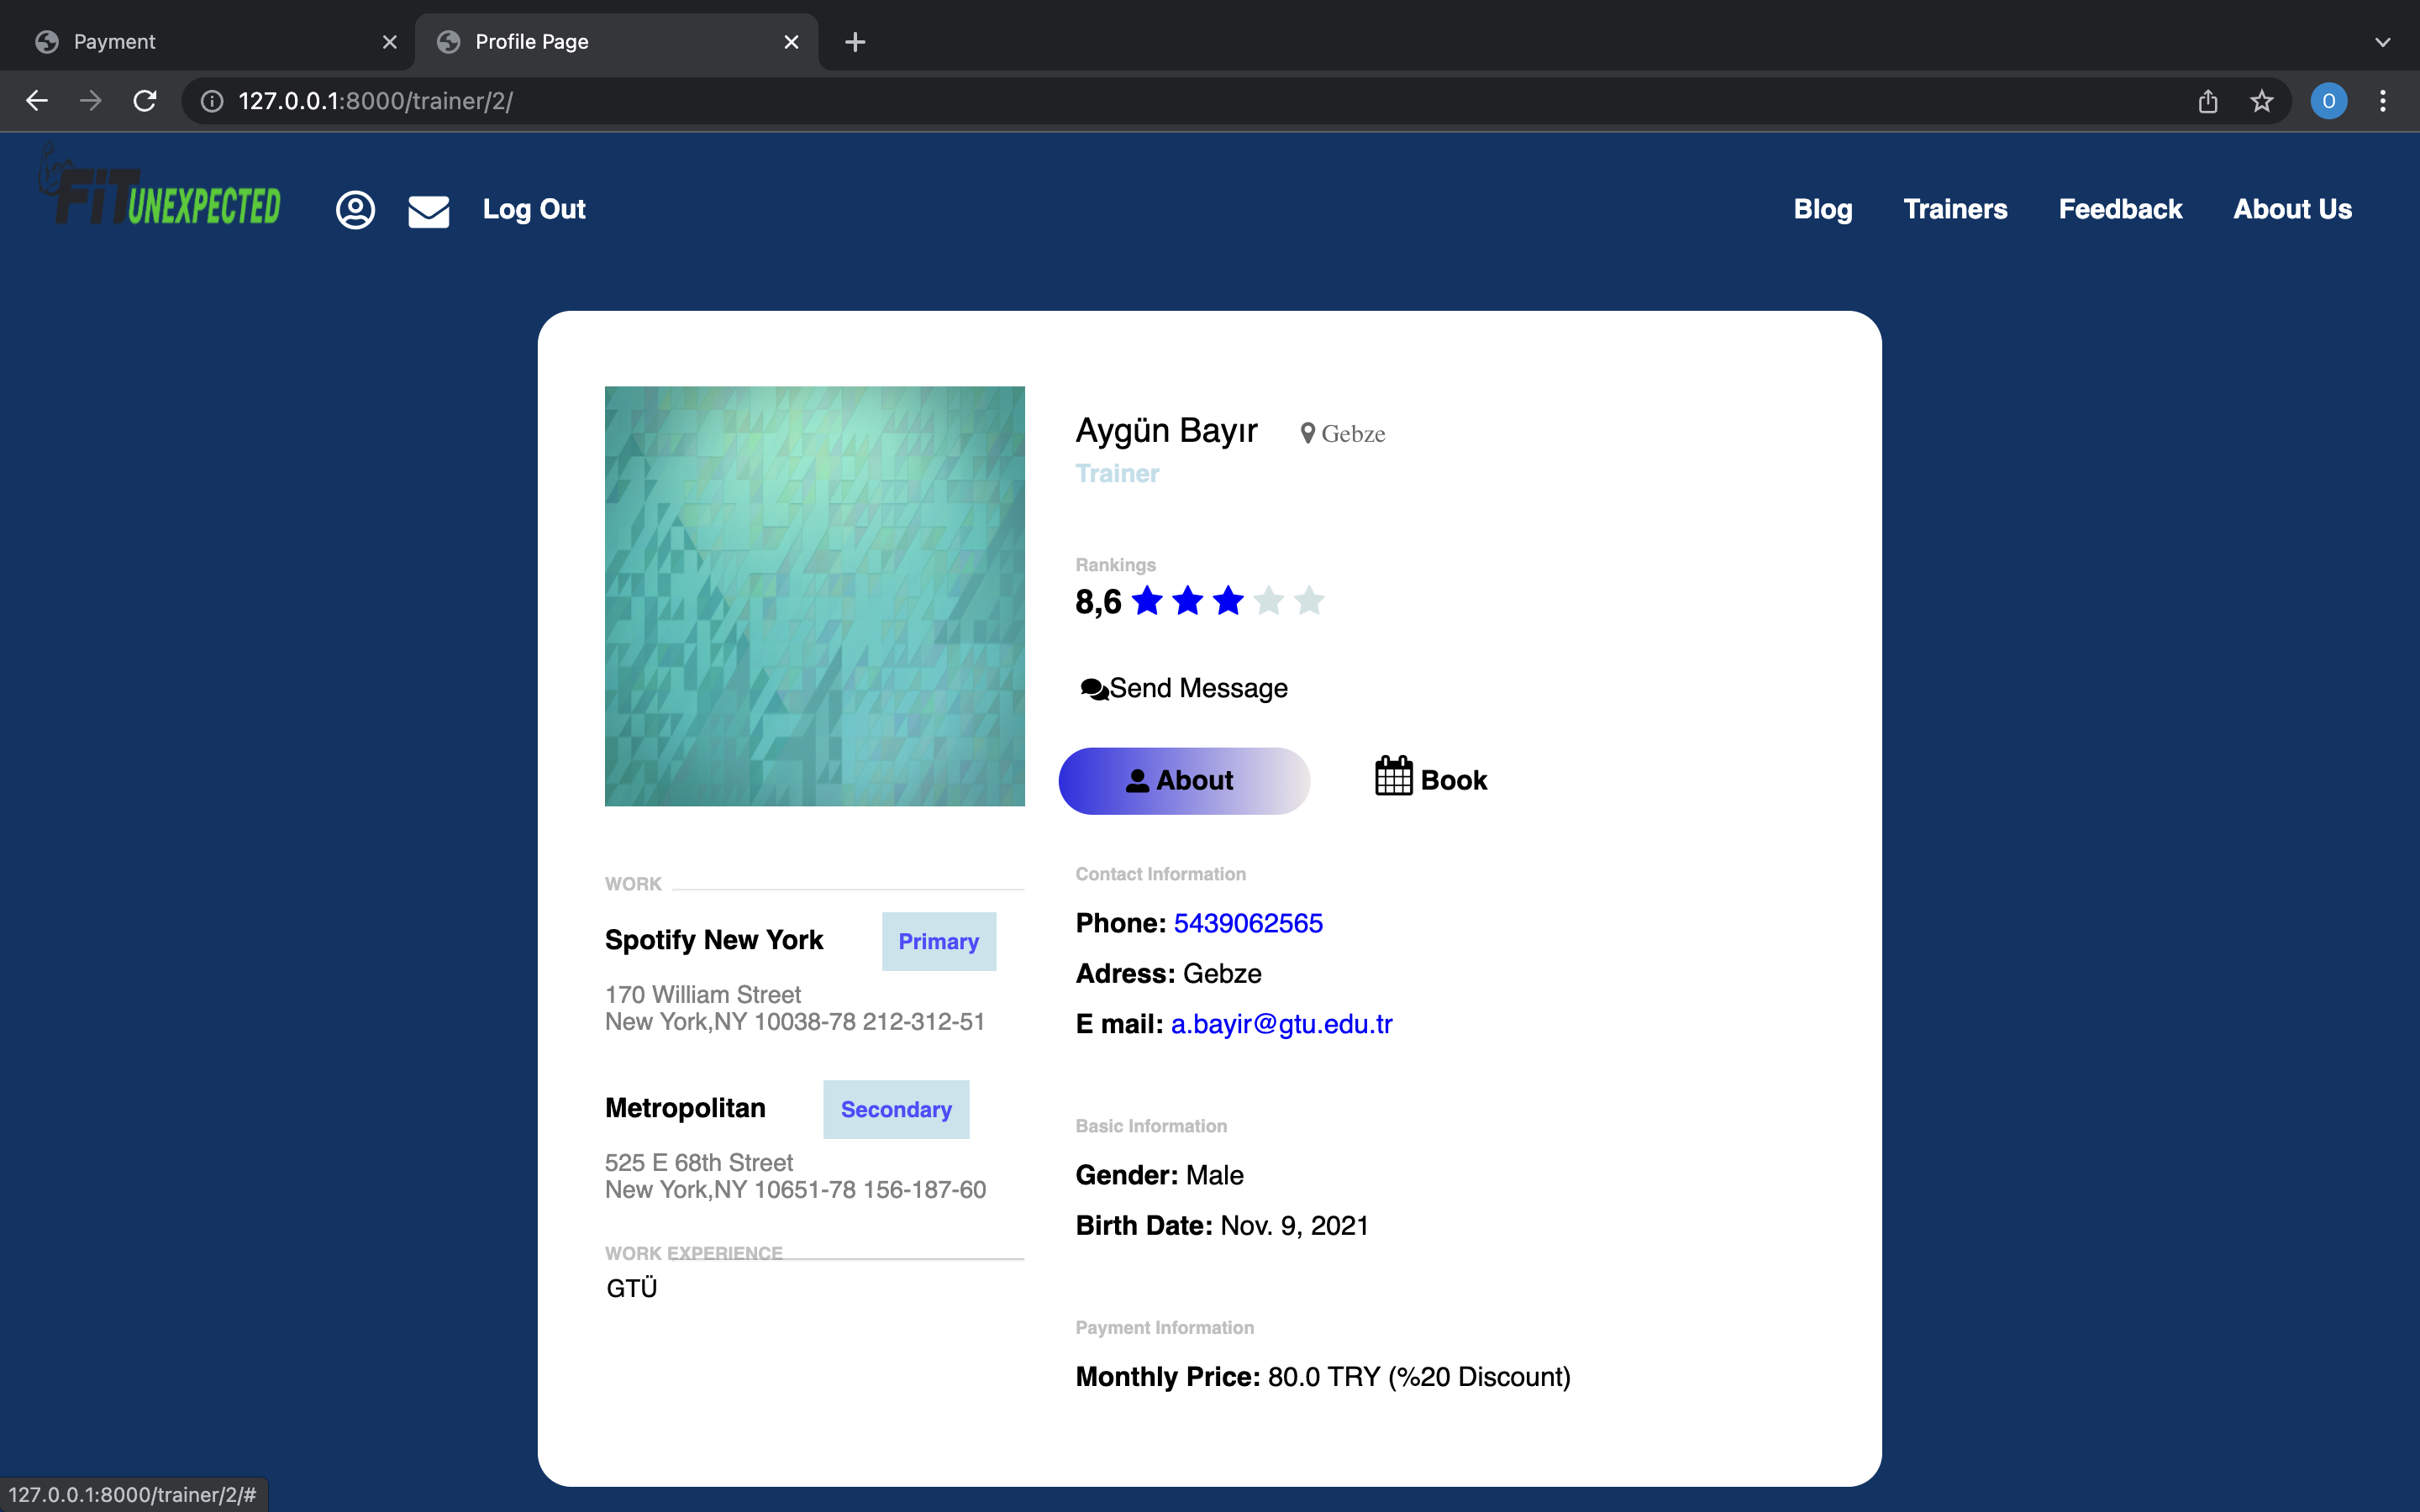 Payment
Profile Page
127.0.0.1:8000/trainer/2/
O
FiT UNEXPECTED
Log Out
Blog
Trainers
Feedback
About Us
Aygün Bayır
Gebze
Trainer
Rankings
8,6
Send Message
About
Book
WORK
Spotify New York
Primary
170 William Street
New York,NY 10038-78 212-312-51
Metropolitan
Secondary
525 E 68th Street
New York,NY 10651-78 156-187-60
WORK EXPERIENCE
GTÜ
Contact Information
Phone: 5439062565
Adress: Gebze
E mail: a.bayir@gtu.edu.tr
Basic Information
Gender: Male
Birth Date: Nov. 9, 2021
Payment Information
Monthly Price: 80.0 TRY (%20 Discount)
127.0.0.1:8000/trainer/2/#